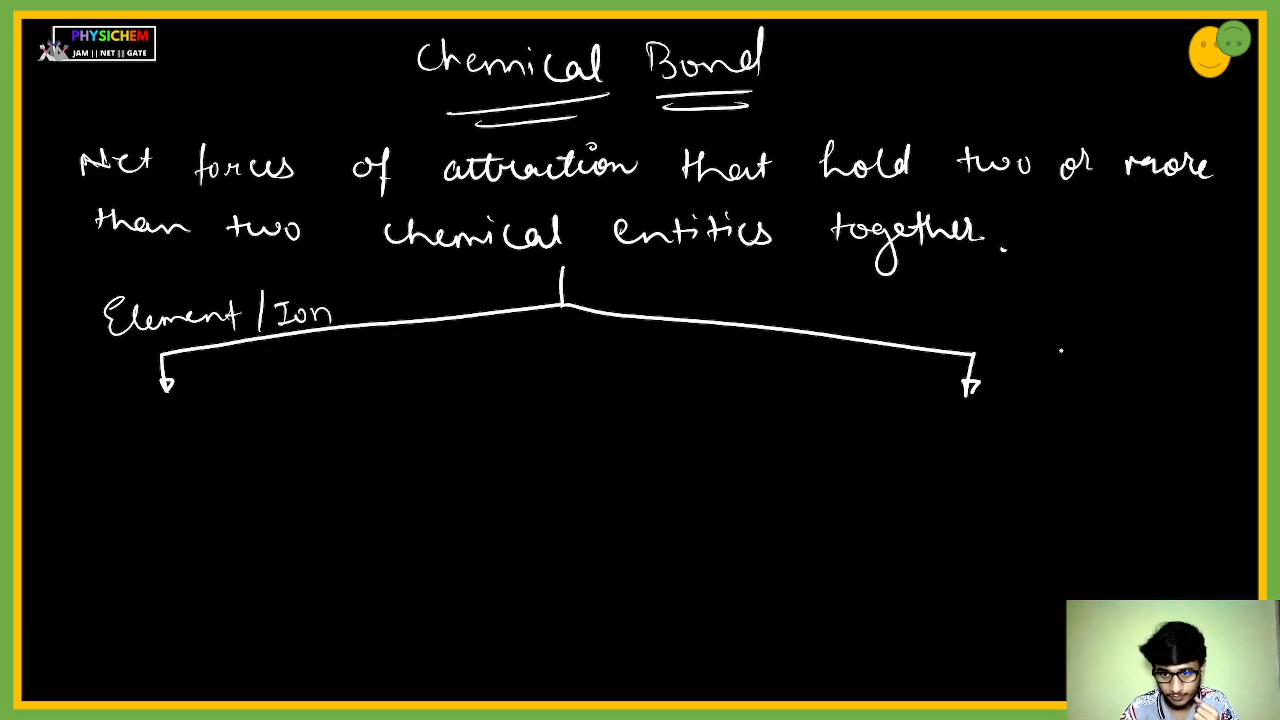 PHYSICHEM
JAM || NET || GATE
Chemical Bond
Net forces of attraction that hold two or more
than two chemical entities together.
Element / Ion